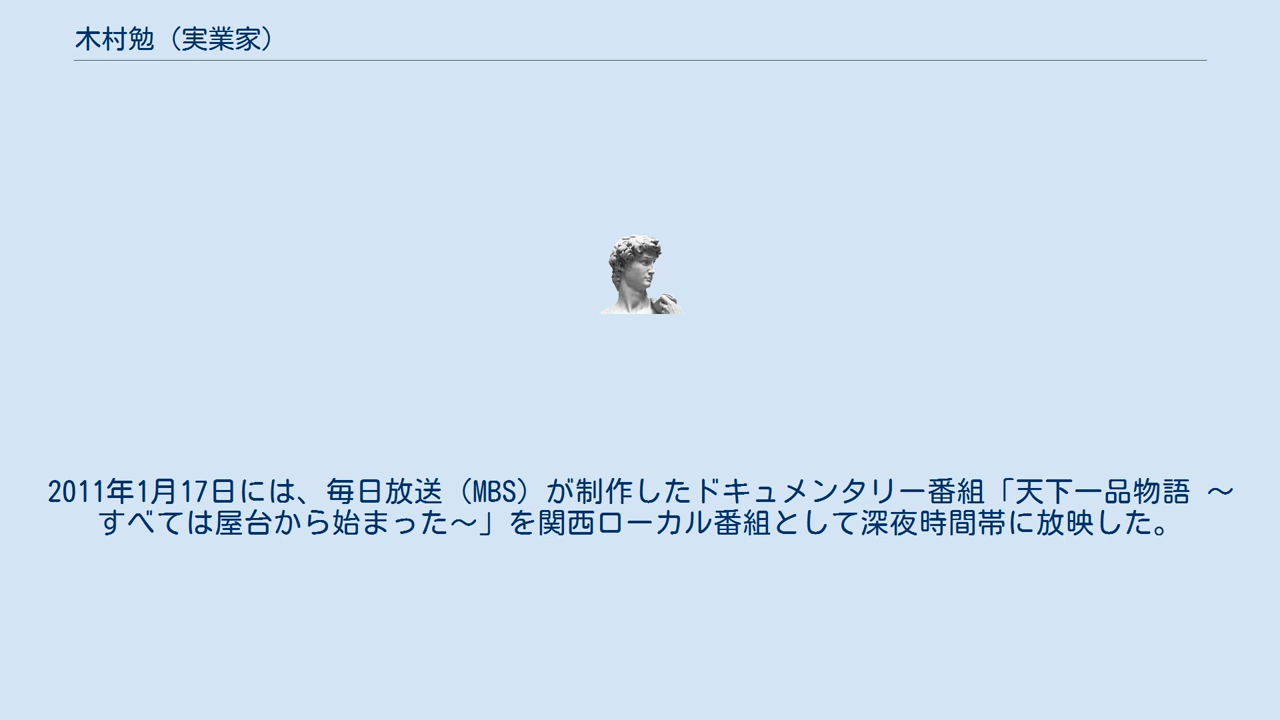 木村勉（実業家）
2011年1月17日には、毎日放送（MBS）が制作したドキュメンタリー番組「天下一品物語 〜
すべては屋台から始まった〜」を関西ローカル番組として深夜時間帯に放映した。